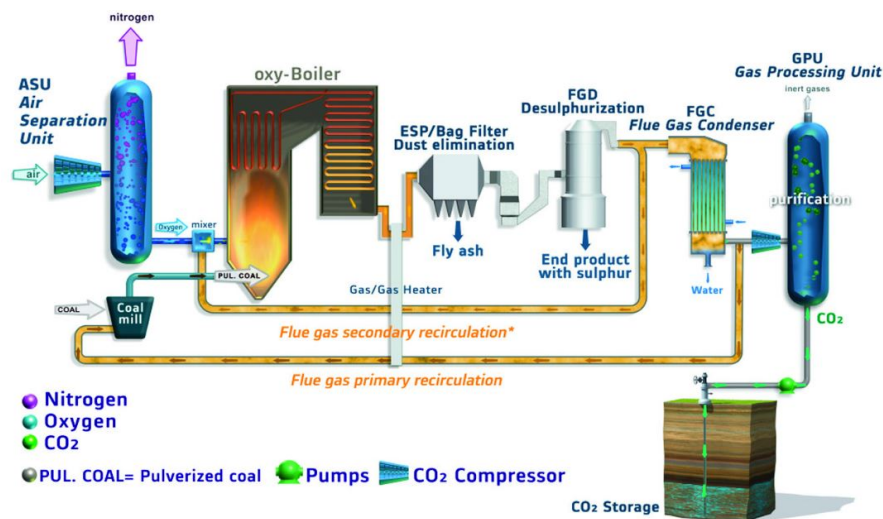 nitrogen
ASU
Air
Separation
Unit
air
Oxygen
mixer
oxy-Boiler
PUL. COAL
COAL
Coal
mill
ESP/Bag Filter
Dust elimination
Fly ash
Gas/Gas Heater
FGD
Desulphurization
End product
with sulphur
FGC
Flue Gas Condenser
Water
GPU
Gas Processing Unit
inert gases
purification
CO2
Flue gas secondary recirculation*
Flue gas primary recirculation
Nitrogen
Oxygen
CO2
PUL. COAL= Pulverized coal
Pumps
CO2 Compressor
CO2 Storage